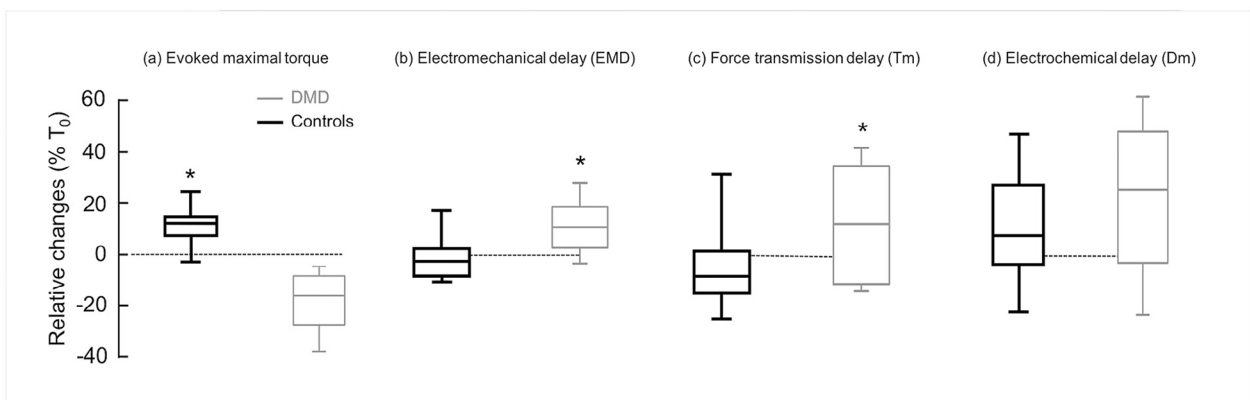 (a) Evoked maximal torque
(b) Electromechanical delay (EMD)
(c) Force transmission delay (Tm)
(d) Electrochemical delay (Dm)
Relative changes (% T₀)
60
40
20
0
-20
-40
DMD
Controls
*
*
*